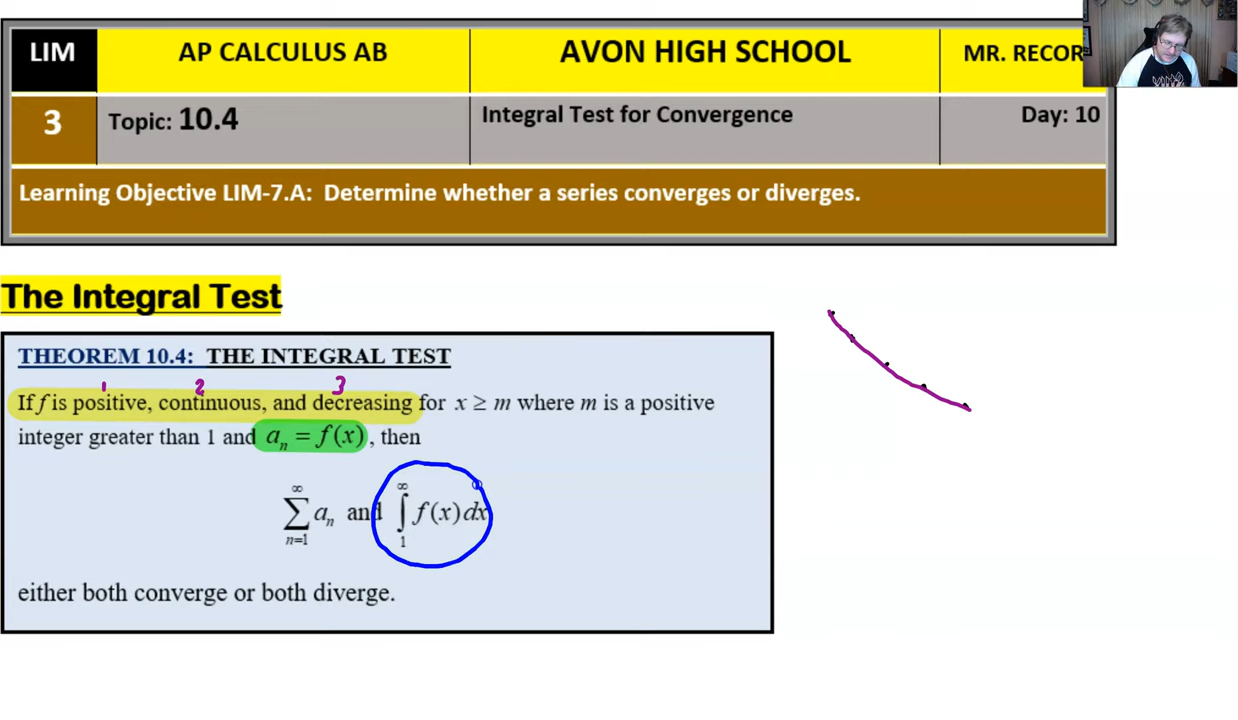 LIM AP CALCULUS AB AVON HIGH SCHOOL MR. RECOR
3 Topic: 10.4 Integral Test for Convergence Day: 10
Learning Objective LIM-7.A: Determine whether a series converges or diverges.
The Integral Test
THEOREM 10.4: THE INTEGRAL TEST
1 2 3
If f is positive, continuous, and decreasing for x ≥ m where m is a positive
integer greater than 1 and aₙ = f(x), then
∞ ∞
∑ aₙ and ∫ f(x) dx
n=1 1
either both converge or both diverge.